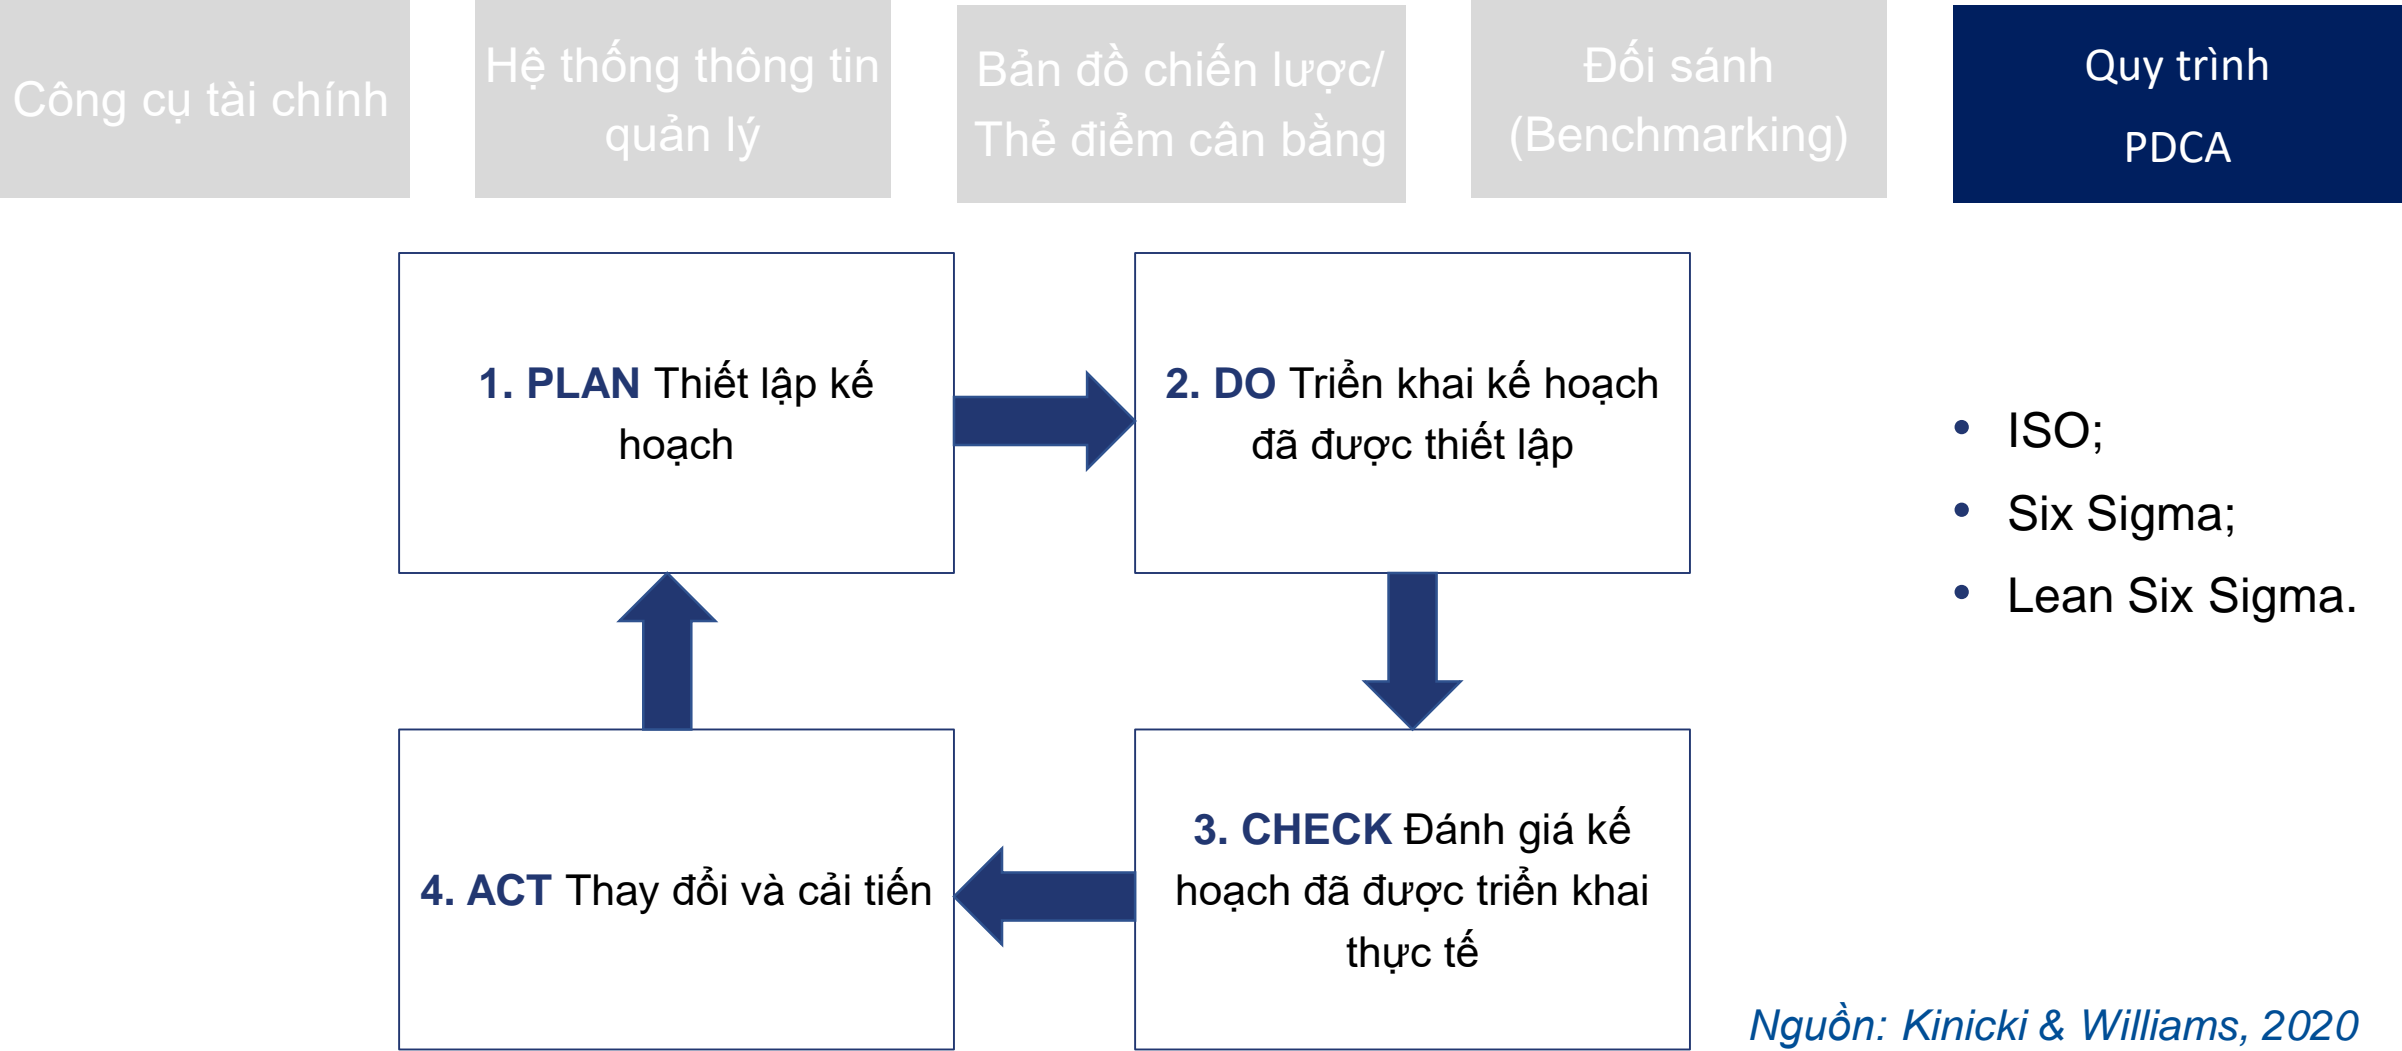 Công cụ tài chính
Hệ thống thông tin
quản lý
Bản đồ chiến lược/
Thẻ điểm cân bằng
Đối sánh
(Benchmarking)
Quy trình
PDCA
1. PLAN Thiết lập kế
hoạch
2. DO Triển khai kế hoạch
đã được thiết lập
• ISO;
• Six Sigma;
• Lean Six Sigma.
4. ACT Thay đổi và cải tiến
3. CHECK Đánh giá kế
hoạch đã được triển khai
thực tế
Nguồn: Kinicki & Williams, 2020